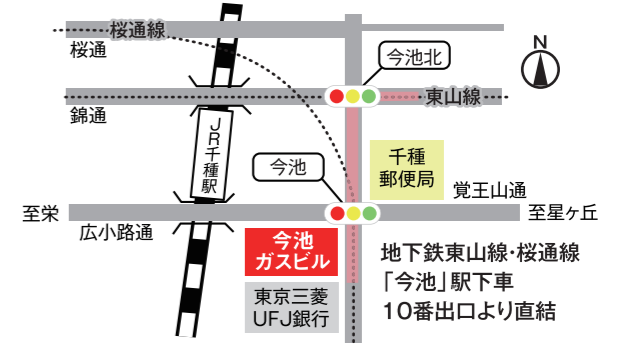 桜通線
桜通
今池北
N
錦通
東山線
JR千種駅
今池
千種
郵便局
覚王山通
至栄
至星ヶ丘
広小路通
今池
ガスビル
東京三菱
UFJ銀行
地下鉄東山線・桜通線
「今池」駅下車
10番出口より直結